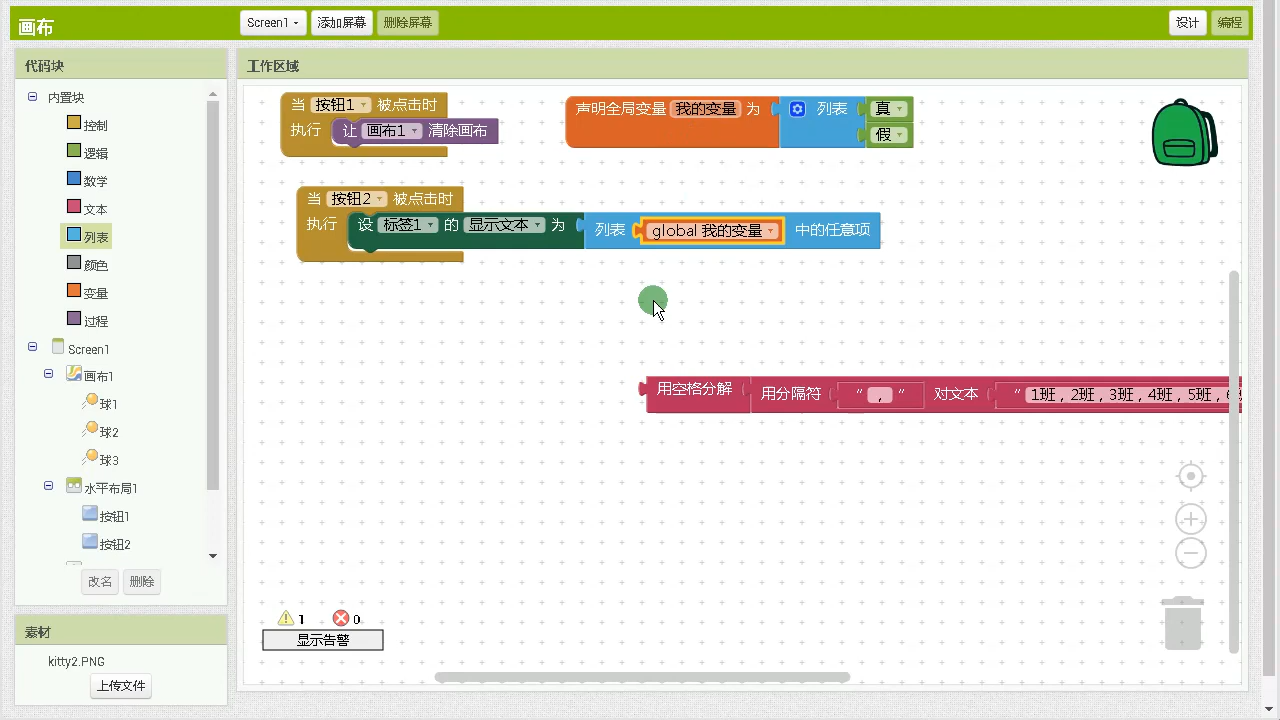 画布
Screen1
添加屏幕
删除屏幕
设计
编程
代码块
内置块
控制
逻辑
数学
文本
列表
颜色
变量
过程
Screen1
画布1
球1
球2
球3
水平布局1
按钮1
按钮2
改名
删除
素材
kitty2.PNG
上传文件
工作区域
当 按钮1 被点击时
执行 让 画布1 清除画布
声明全局变量 我的变量 为 列表 真
假
当 按钮2 被点击时
执行 设 标签1 的 显示文本 为 列表 global 我的变量 中的任意项
用空格分解 用分隔符 “ , ” 对文本 “ 1班，2班，3班，4班，5班，
1
0
显示告警